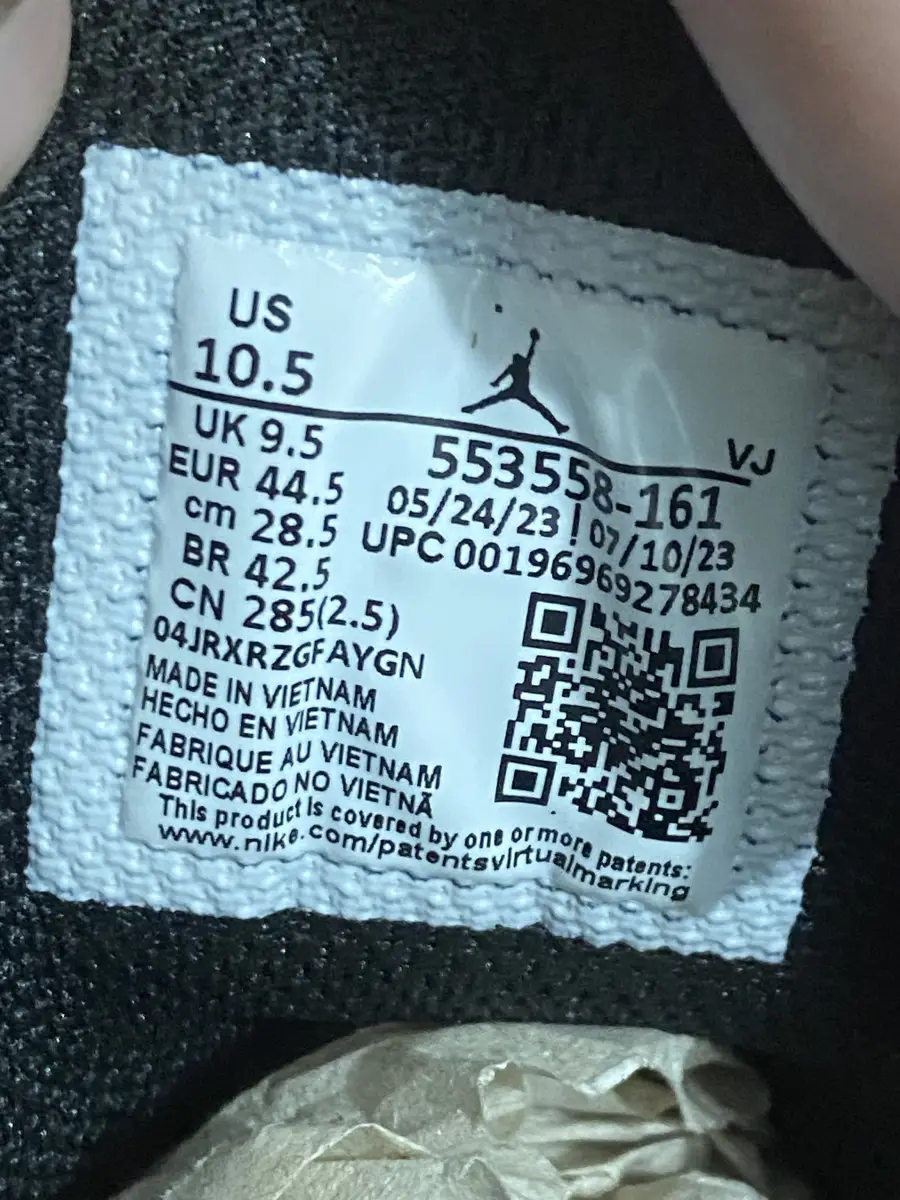 US
10.5
VJ
UK 9.5
553558-161
EUR 44.5
05/24/23 | 07/10/23
cm 28.5
UPC 00196969278434
BR 42.5
CN 285(2.5)
04JRXRZGFAYGN
MADE IN VIETNAM
HECHO EN VIETNAM
FABRIQUE AU VIETNAM
FABRICADO NO VIETNÃ
This product is covered by one or more patents:
www.nike.com/patentsvirtualmarking